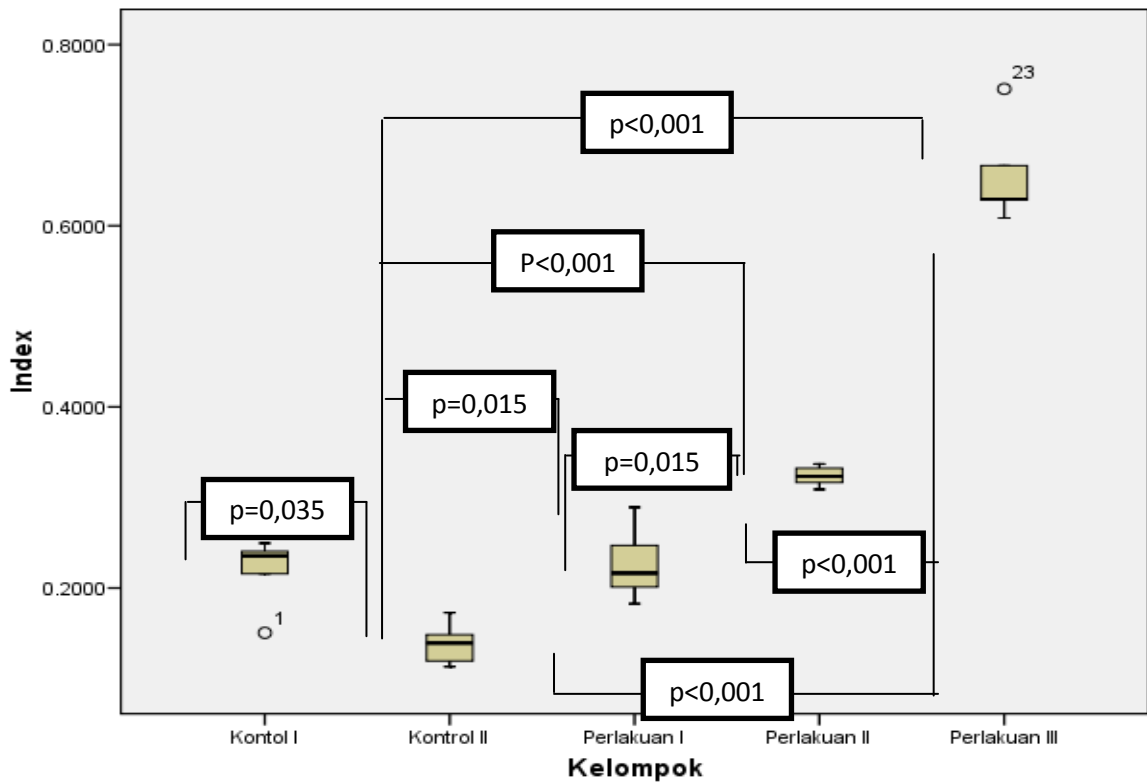 0.8000
23
p<0,001
0.6000
P<0,001
Index
0.4000
p=0,015
p=0,015
p=0,035
p<0,001
0.2000
1
p<0,001
Kontol I
Kontrol II
Perlakuan I
Perlakuan II
Perlakuan III
Kelompok